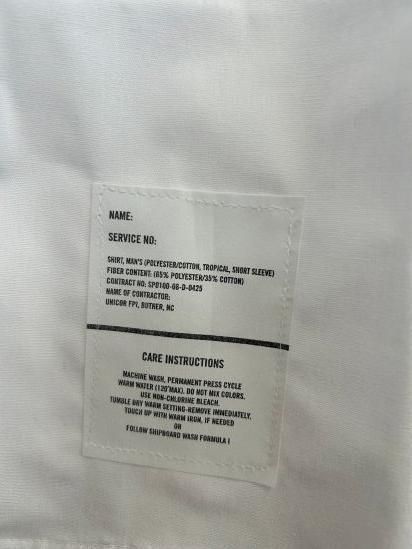 NAME:
SERVICE NO:
SHIRT, MAN'S (POLYESTER/COTTON, TROPICAL, SHORT SLEEVE)
FIBER CONTENT: (65% POLYESTER/35% COTTON)
CONTRACT NO: SPO100-06-D-0425
NAME OF CONTRACTOR:
UNICOR FPI, BUTNER, NC
CARE INSTRUCTIONS
MACHINE WASH, PERMANENT PRESS CYCLE
WARM WATER (120°MAX). DO NOT MIX COLORS.
USE NON-CHLORINE BLEACH.
TUMBLE DRY WARM SETTING-REMOVE IMMEDIATELY.
TOUCH UP WITH WARM IRON, IF NEEDED
OR
FOLLOW SHIPBOARD WASH FORMULA I